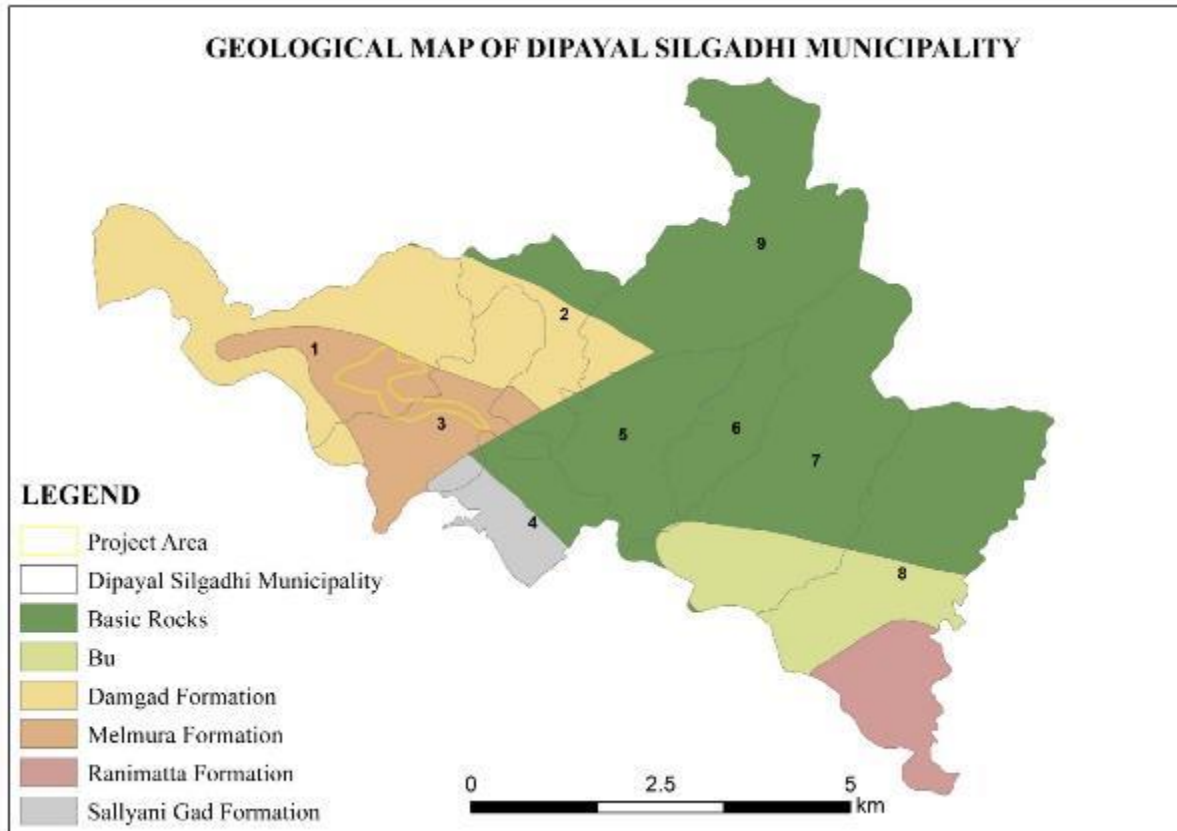 GEOLOGICAL MAP OF DIPAYAL SILGADHI MUNICIPALITY
9
2
1
3
5
6
7
4
8
LEGEND
Project Area
Dipayal Silgadhi Municipality
Basic Rocks
Bu
Damgad Formation
Melmura Formation
Ranimatta Formation
Sallyani Gad Formation
0 2.5 5
km